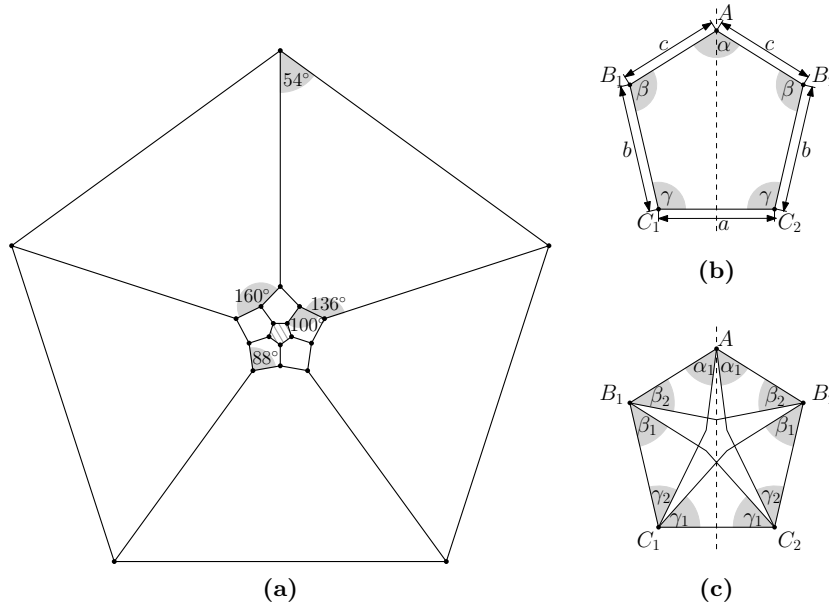 54°
160°
136°
100°
88°
(a)
A
c
c
α
B₁
β
β
B
b
b
γ
γ
C₁
a
C₂
(b)
A
α₁
α₁
B₁
β₂
β₂
B
β₁
β₁
γ₂
γ₂
γ₁
γ₁
C₁
C₂
(c)